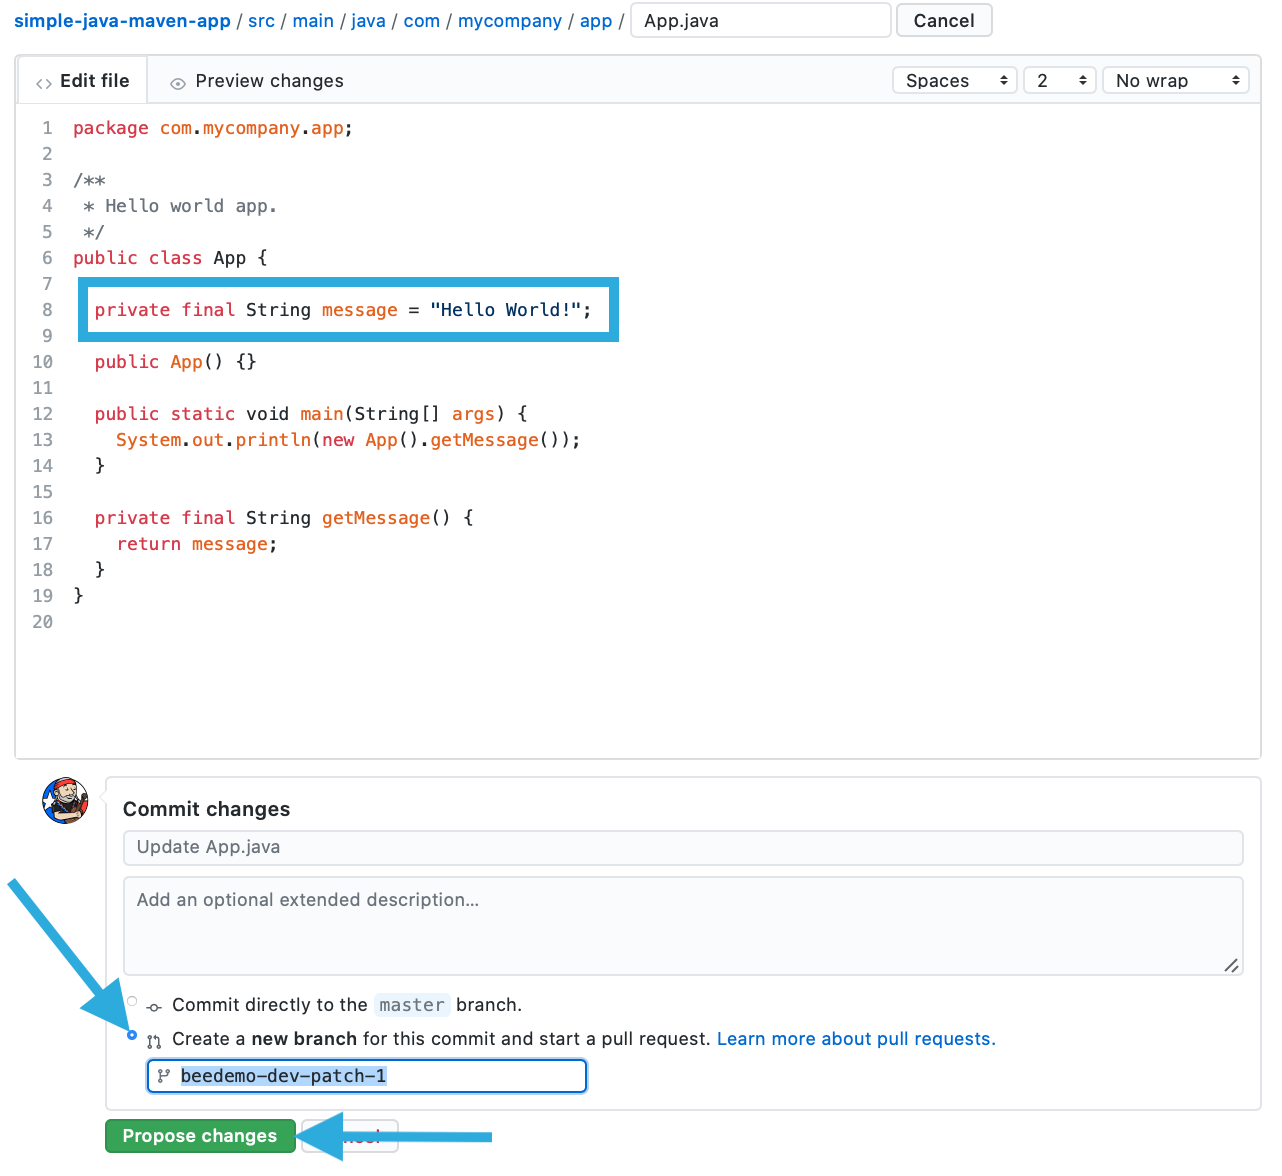 simple-java-maven-app / src / main / java / com / mycompany / app / App.java Cancel
Edit file Preview changes Spaces 2 No wrap
1 package com.mycompany.app;
2
3 /**
4  * Hello world app.
5  */
6 public class App {
7
8   private final String message = "Hello World!";
9
10   public App() {}
11
12   public static void main(String[] args) {
13     System.out.println(new App().getMessage());
14   }
15
16   private final String getMessage() {
17     return message;
18   }
19 }
20
Commit changes
Update App.java
Add an optional extended description...
Commit directly to the master branch.
Create a new branch for this commit and start a pull request. Learn more about pull requests.
beedemo-dev-patch-1
Propose changes